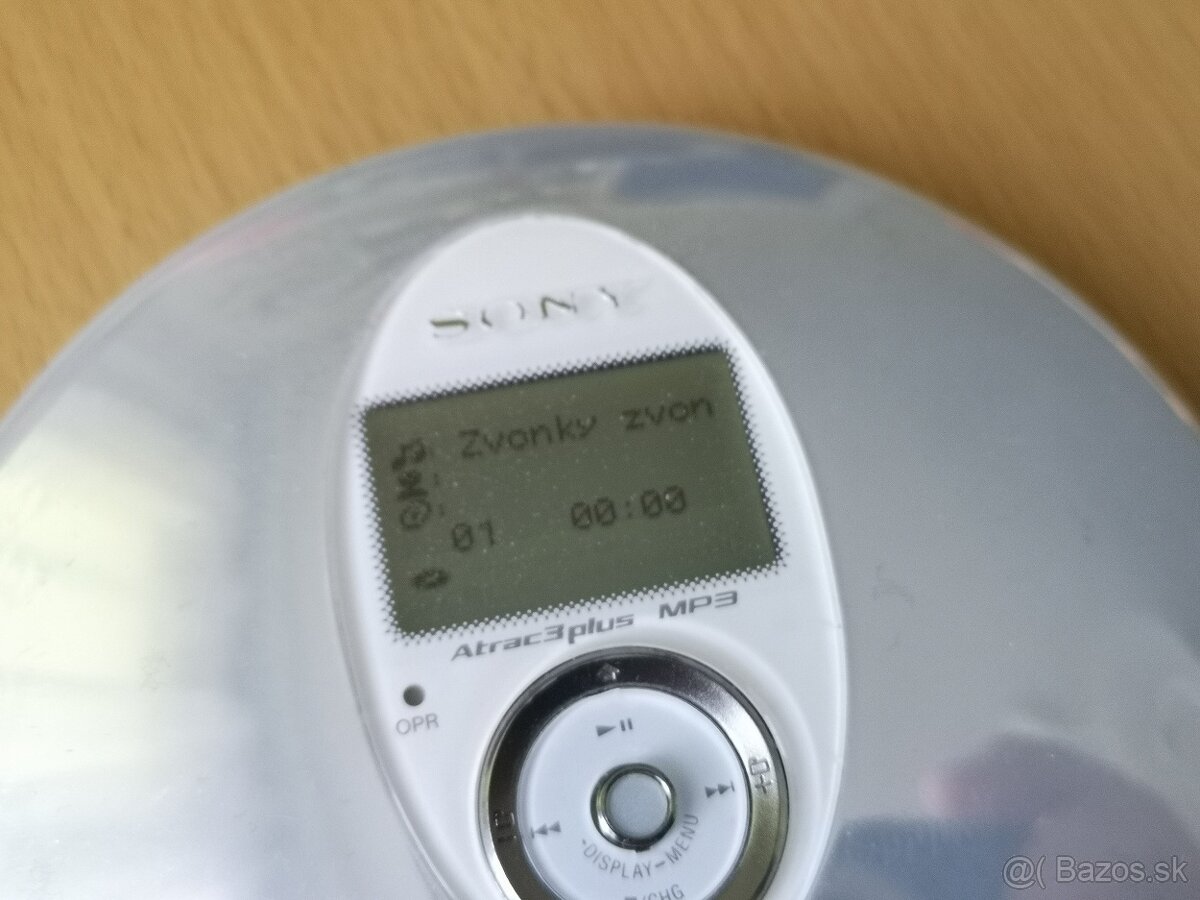 SONY
Zvonky zvon
01 00:00
Atrac3plus MP3
OPR
DISPLAY–MENU
@( Bazos.sk